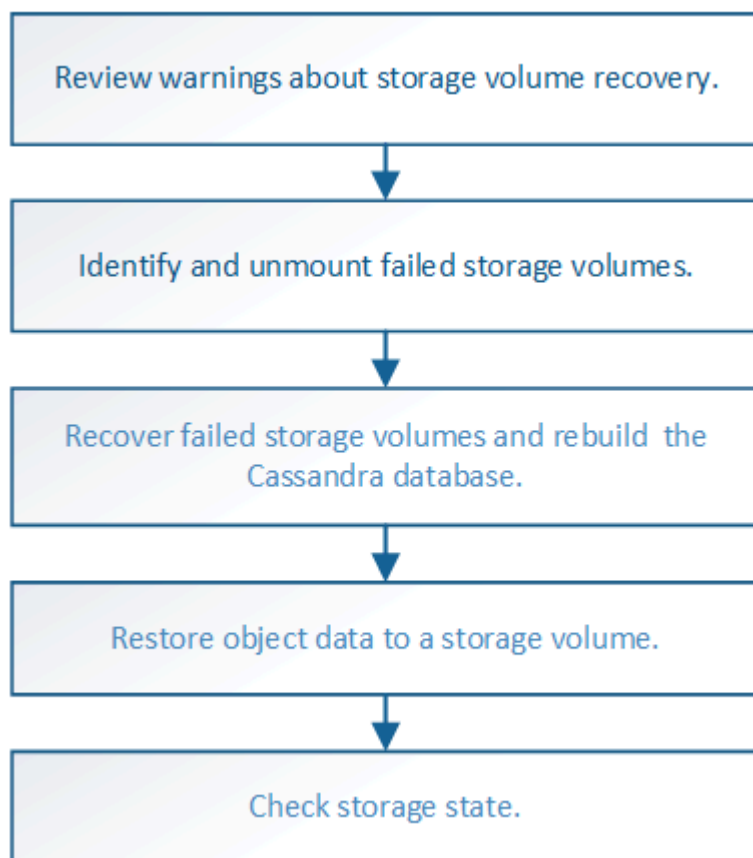 Review warnings about storage volume recovery.
Identify and unmount failed storage volumes.
Recover failed storage volumes and rebuild the
Cassandra database.
Restore object data to a storage volume.
Check storage state.